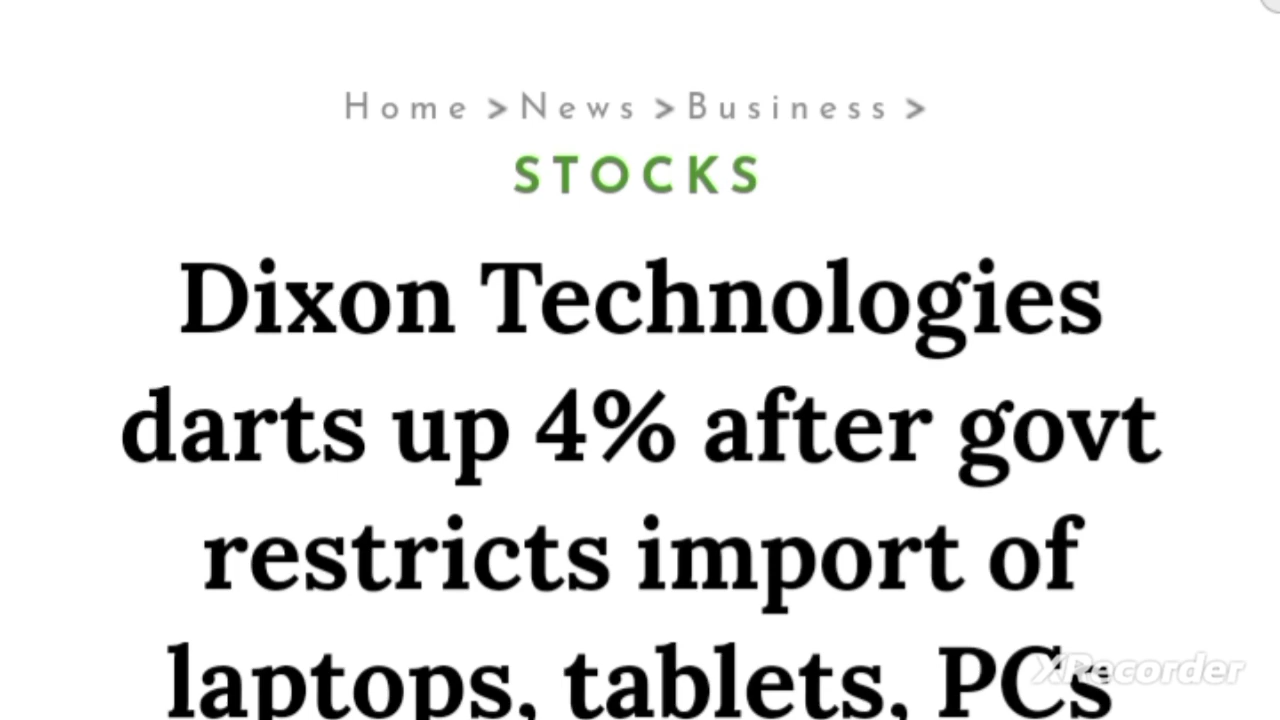 Home >News >Business >
STOCKS
Dixon Technologies
darts up 4% after govt
restricts import of
laptops, tablets, PCs
XRecorder